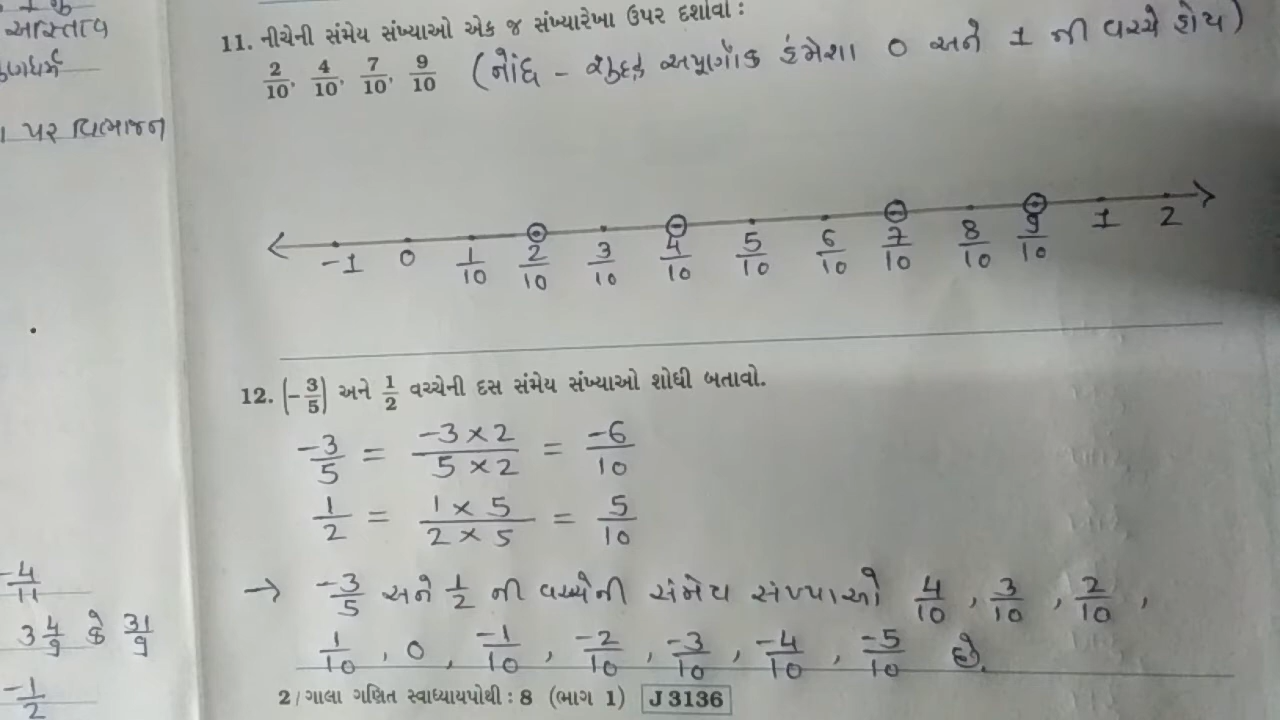 આસ્તાવ
ગુણધર્મ
પર વિભાજન
-4/11
3 4/9 કે 31/9
-1/2
11. નીચેની સંમેય સંખ્યાઓ એક જ સંખ્યારેખા ઉપર દર્શાવો :
2/10, 4/10, 7/10, 9/10 (નોંધ - શુદ્ધ અપૂર્ણાંક હંમેશા 0 અને 1 ની વચ્ચે હોય)
-1 0 1/10 2/10 3/10 4/10 5/10 6/10 7/10 8/10 9/10 1 2
12. (-3/5) અને 1/2 વચ્ચેની દસ સંમેય સંખ્યાઓ શોધી બતાવો.
-3/5 = -3×2/5×2 = -6/10
1/2 = 1×5/2×5 = 5/10
→ -3/5 અને 1/2 ની વચ્ચેની સંમેય સંખ્યાઓ 4/10, 3/10, 2/10,
1/10, 0, -1/10, -2/10, -3/10, -4/10, -5/10 છે.
2/ગાલા ગણિત સ્વાધ્યાયપોથી : 8 (ભાગ 1) J 3136